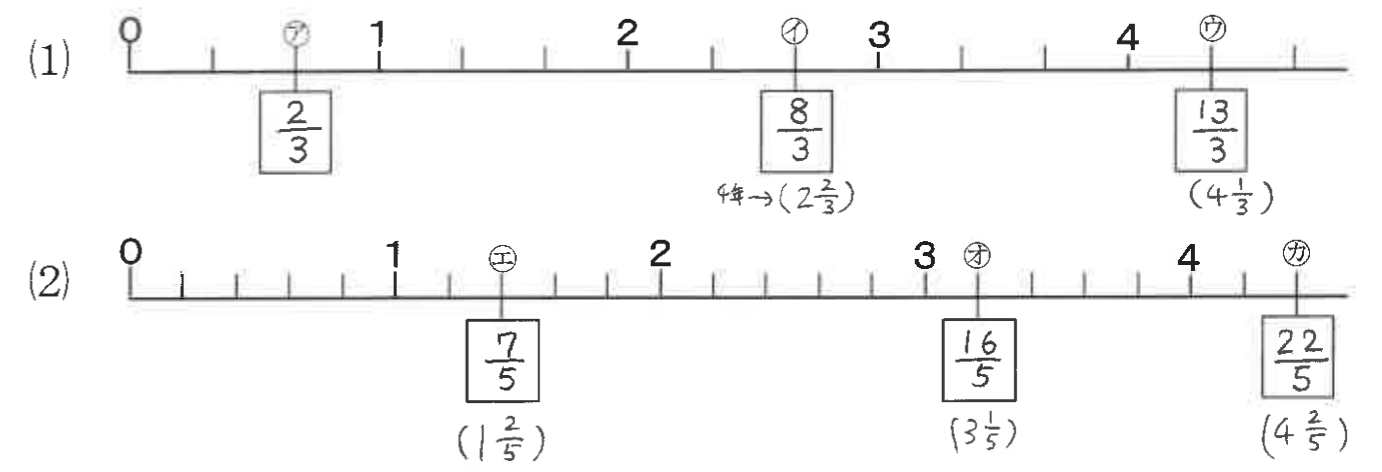 (1) 0 ㋐ 1 2 ㋑ 3 4 ㋒
2/3 8/3 13/3
4年→(2 2/3) (4 1/3)
(2) 0 1 ㋓ 2 3 ㋔ 4 ㋕
7/5 16/5 22/5
(1 2/5) (3 1/5) (4 2/5)